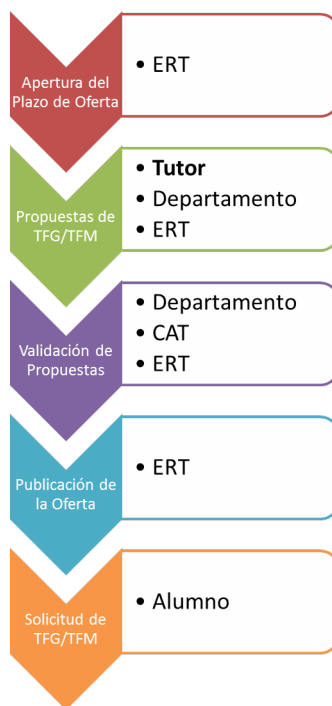 Apertura del
Plazo de Oferta
• ERT
Propuestas de
TFG/TFM
• Tutor
• Departamento
• ERT
Validación de
Propuestas
• Departamento
• CAT
• ERT
Publicación de
la Oferta
• ERT
Solicitud de
TFG/TFM
• Alumno